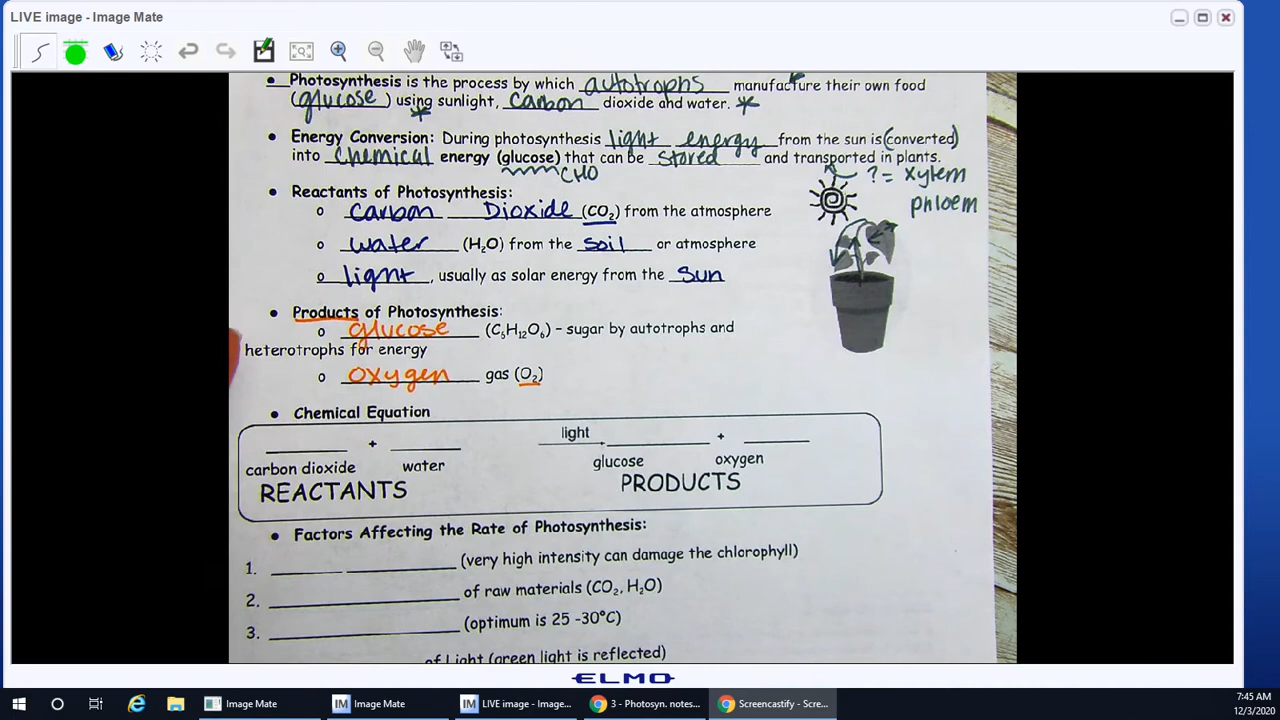 LIVE image - Image Mate
Photosynthesis is the process by which autotrophs manufacture their own food
(glucose) using sunlight, carbon dioxide and water.
Energy Conversion: During photosynthesis light energy from the sun is (converted)
into chemical energy (glucose) that can be stored and transported in plants.
CHO
? = xylem
phloem
Reactants of Photosynthesis:
carbon Dioxide (CO₂) from the atmosphere
water (H₂O) from the soil or atmosphere
light, usually as solar energy from the sun
Products of Photosynthesis:
glucose (C₆H₁₂O₆) – sugar by autotrophs and
heterotrophs for energy
oxygen gas (O₂)
Chemical Equation
+ light +
carbon dioxide water glucose oxygen
REACTANTS PRODUCTS
Factors Affecting the Rate of Photosynthesis:
1. (very high intensity can damage the chlorophyll)
2. of raw materials (CO₂, H₂O)
3. (optimum is 25 -30°C)
of Light (green light is reflected)
ELMO
Image Mate
Image Mate
LIVE image - Image...
3 - Photosyn. notes...
Screencastify - Scre...
7:45 AM
12/3/2020